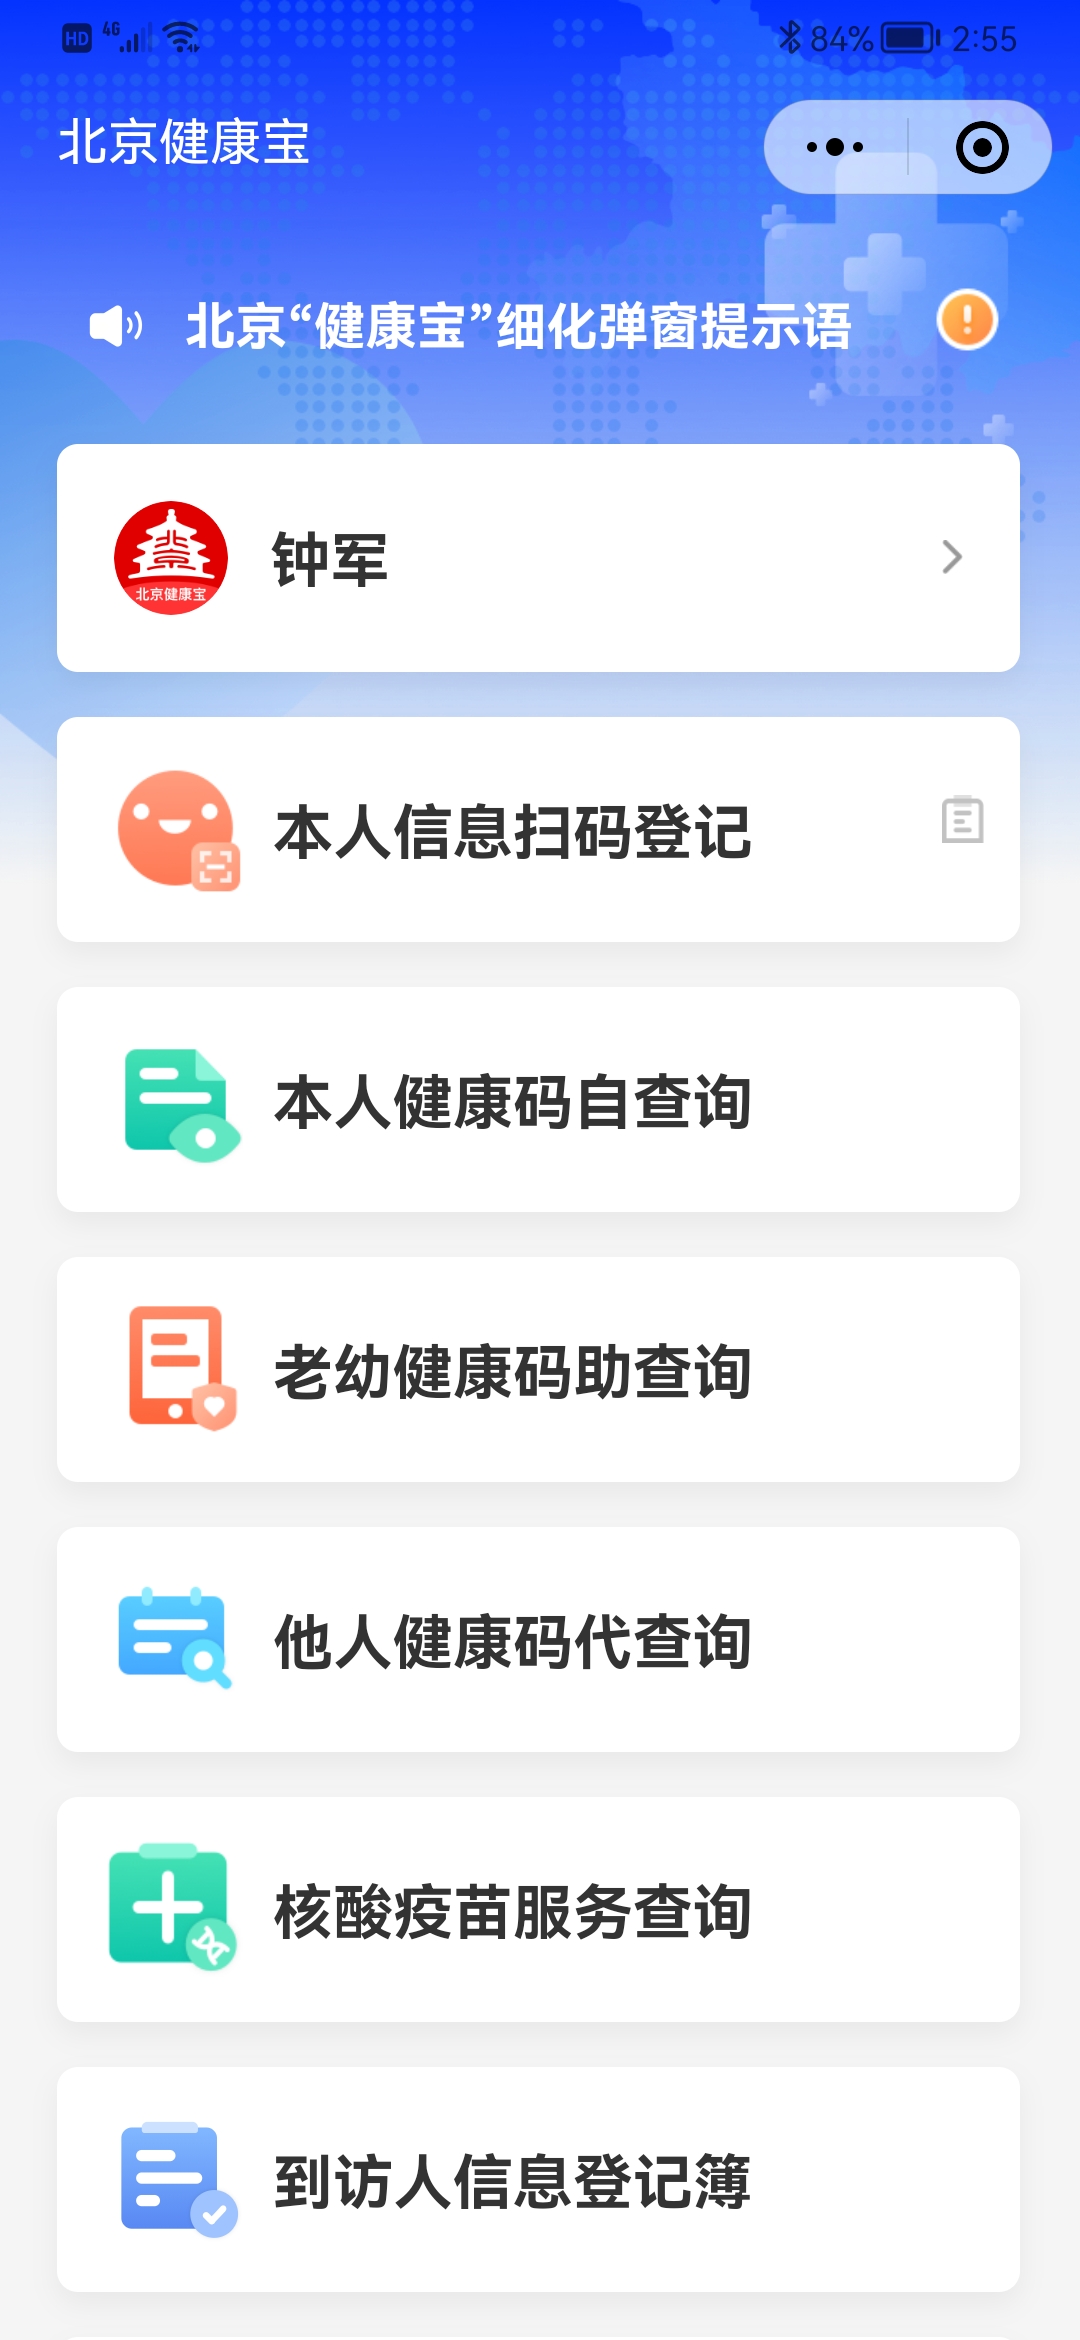 HD 4G 84% 2:55
北京健康宝
北京“健康宝”细化弹窗提示语
钟军
北京健康宝
本人信息扫码登记
本人健康码自查询
老幼健康码助查询
他人健康码代查询
核酸疫苗服务查询
到访人信息登记簿